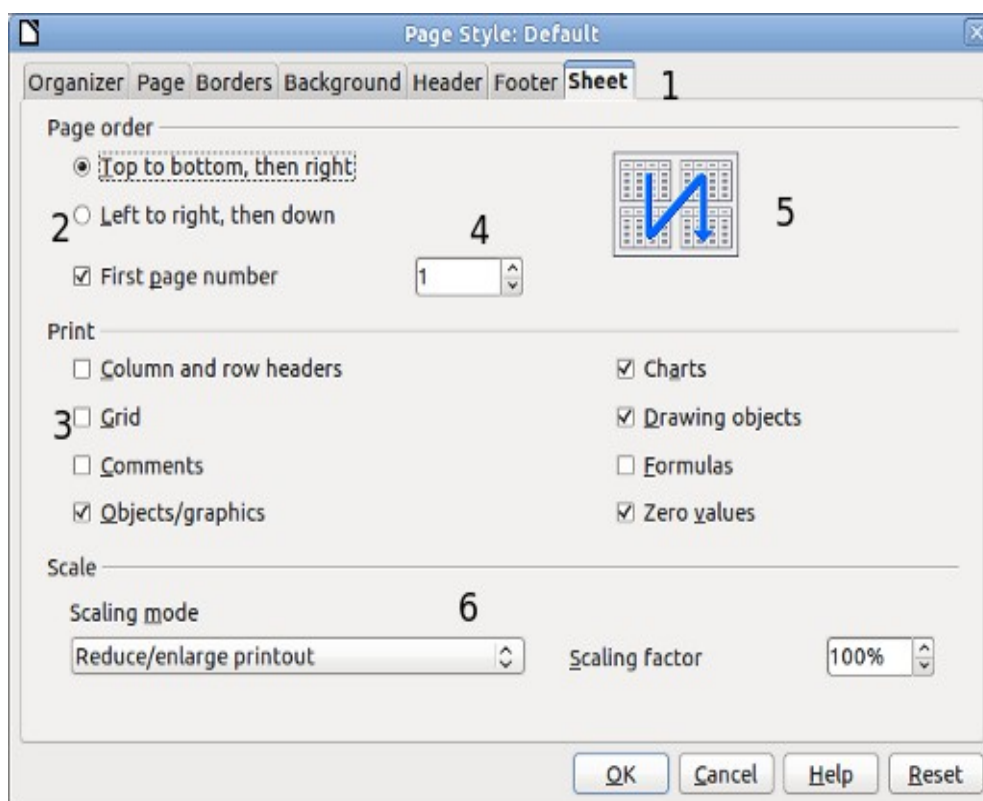 Page Style: Default
Organizer Page Borders Background Header Footer Sheet 1
Page order
Top to bottom, then right
2 Left to right, then down 4 5
First page number 1
Print
Column and row headers Charts
3 Grid Drawing objects
Comments Formulas
Objects/graphics Zero values
Scale
Scaling mode 6
Reduce/enlarge printout Scaling factor 100%
OK Cancel Help Reset